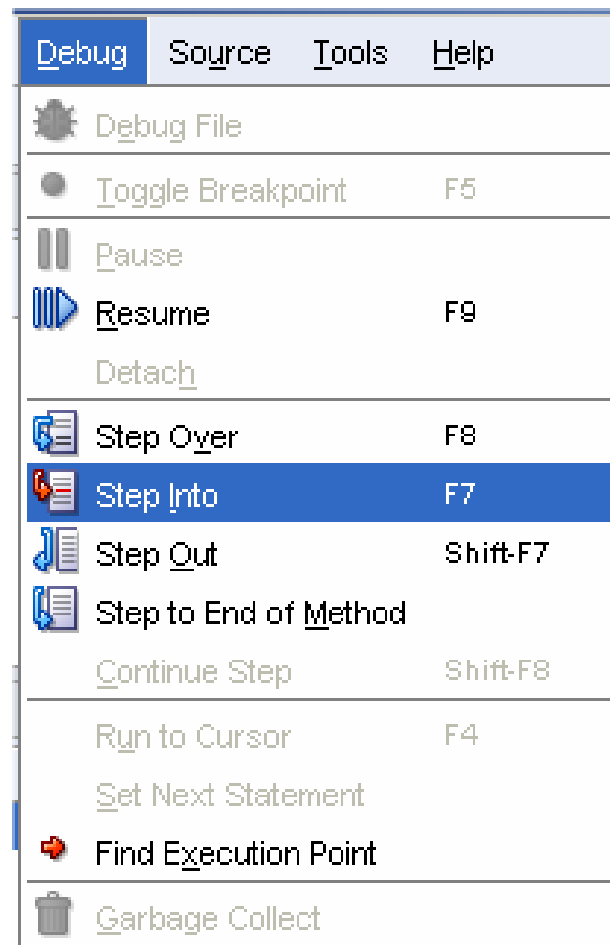 Debug Source Tools Help
Debug File
Toggle Breakpoint F5
Pause
Resume F9
Detach
Step Over F8
Step Into F7
Step Out Shift-F7
Step to End of Method
Continue Step Shift-F8
Run to Cursor F4
Set Next Statement
Find Execution Point
Garbage Collect